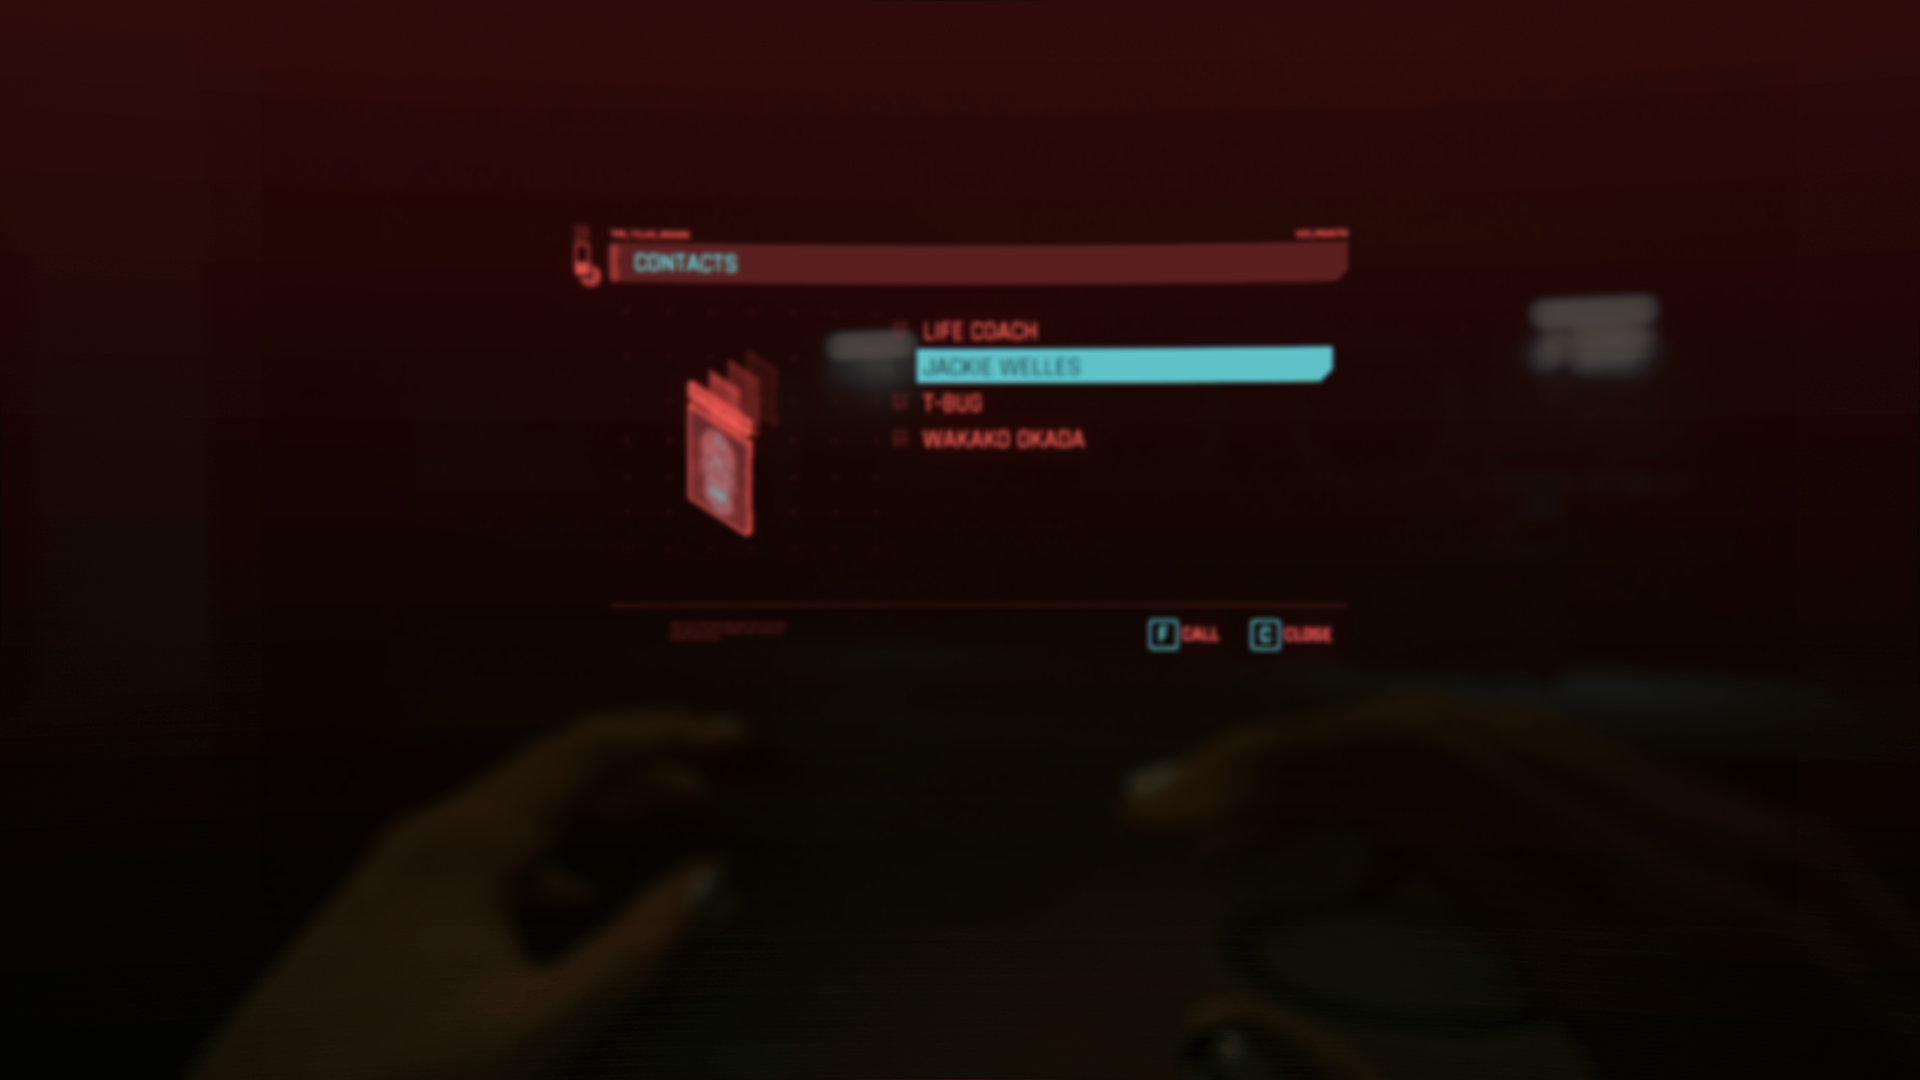 CONTACTS
LIFE COACH
JACKIE WELLES
T-BUG
WAKAKO OKADA
F CALL C CLOSE